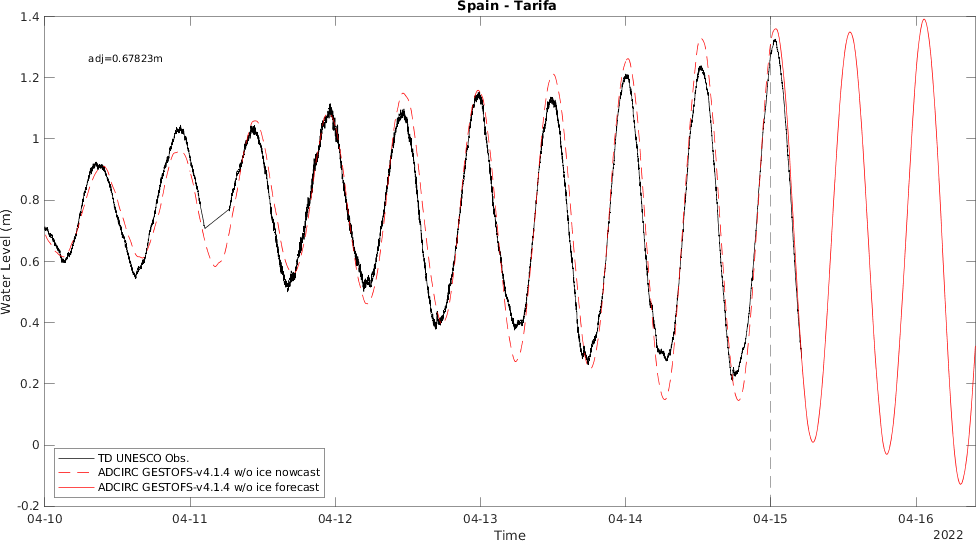 Spain - Tarifa
adj=0.67823m
Water Level (m)
1.4
1.2
1
0.8
0.6
0.4
0.2
0
-0.2
TD UNESCO Obs.
ADCIRC GESTOFS-v4.1.4 w/o ice nowcast
ADCIRC GESTOFS-v4.1.4 w/o ice forecast
04-10 04-11 04-12 04-13 04-14 04-15 04-16
Time
2022